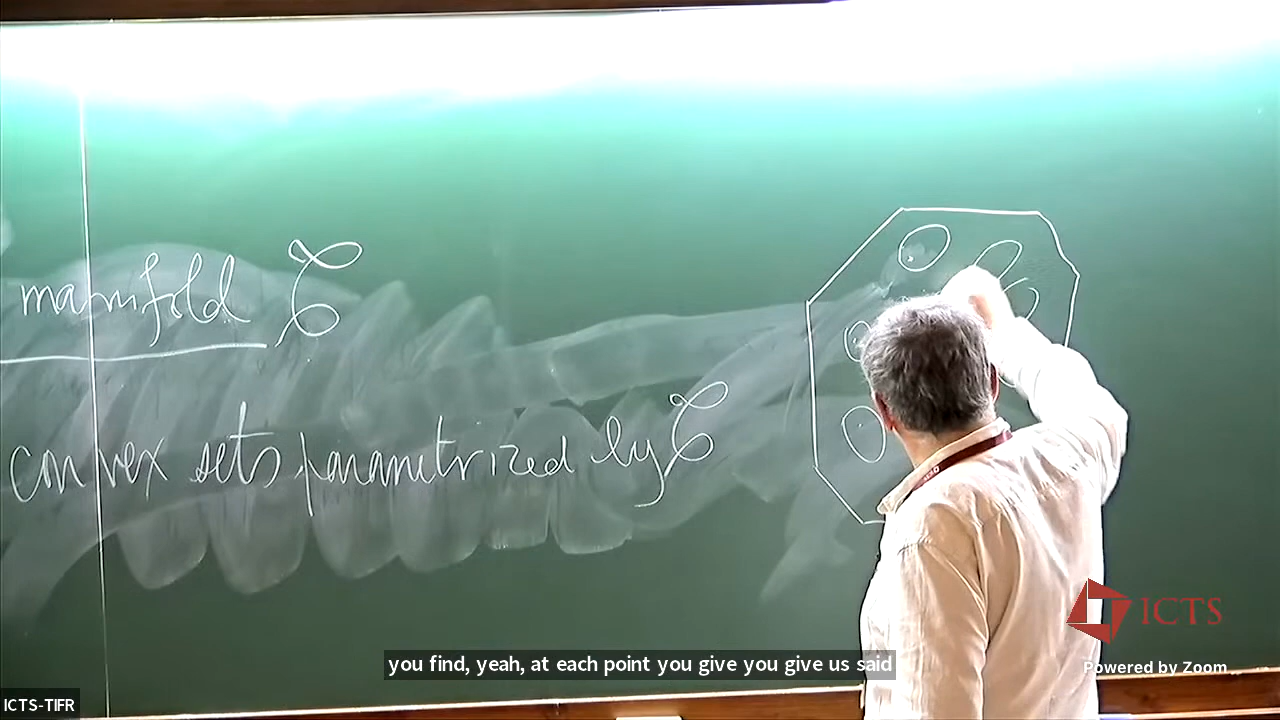 manifold 𝒞
convex sets parametrized by 𝒞
ICTS
you find, yeah, at each point you give you give us said
Powered by Zoom
ICTS-TIFR